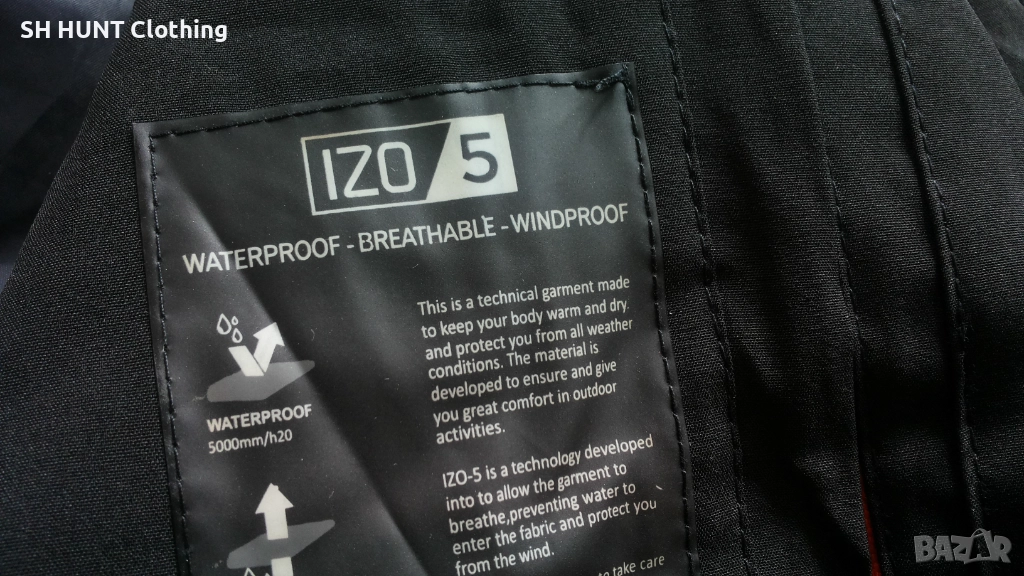 SH HUNT Clothing
IZO 5
WATERPROOF - BREATHABLE - WINDPROOF
This is a technical garment made
to keep your body warm and dry
and protect you from all weather
conditions. The material is
developed to ensure and give
you great comfort in outdoor
activities.
WATERPROOF
5000mm/h20
IZO-5 is a technology developed
into to allow the garment to
breathe,preventing water to
enter the fabric and protect you
from the wind.
to take care
BAZAR